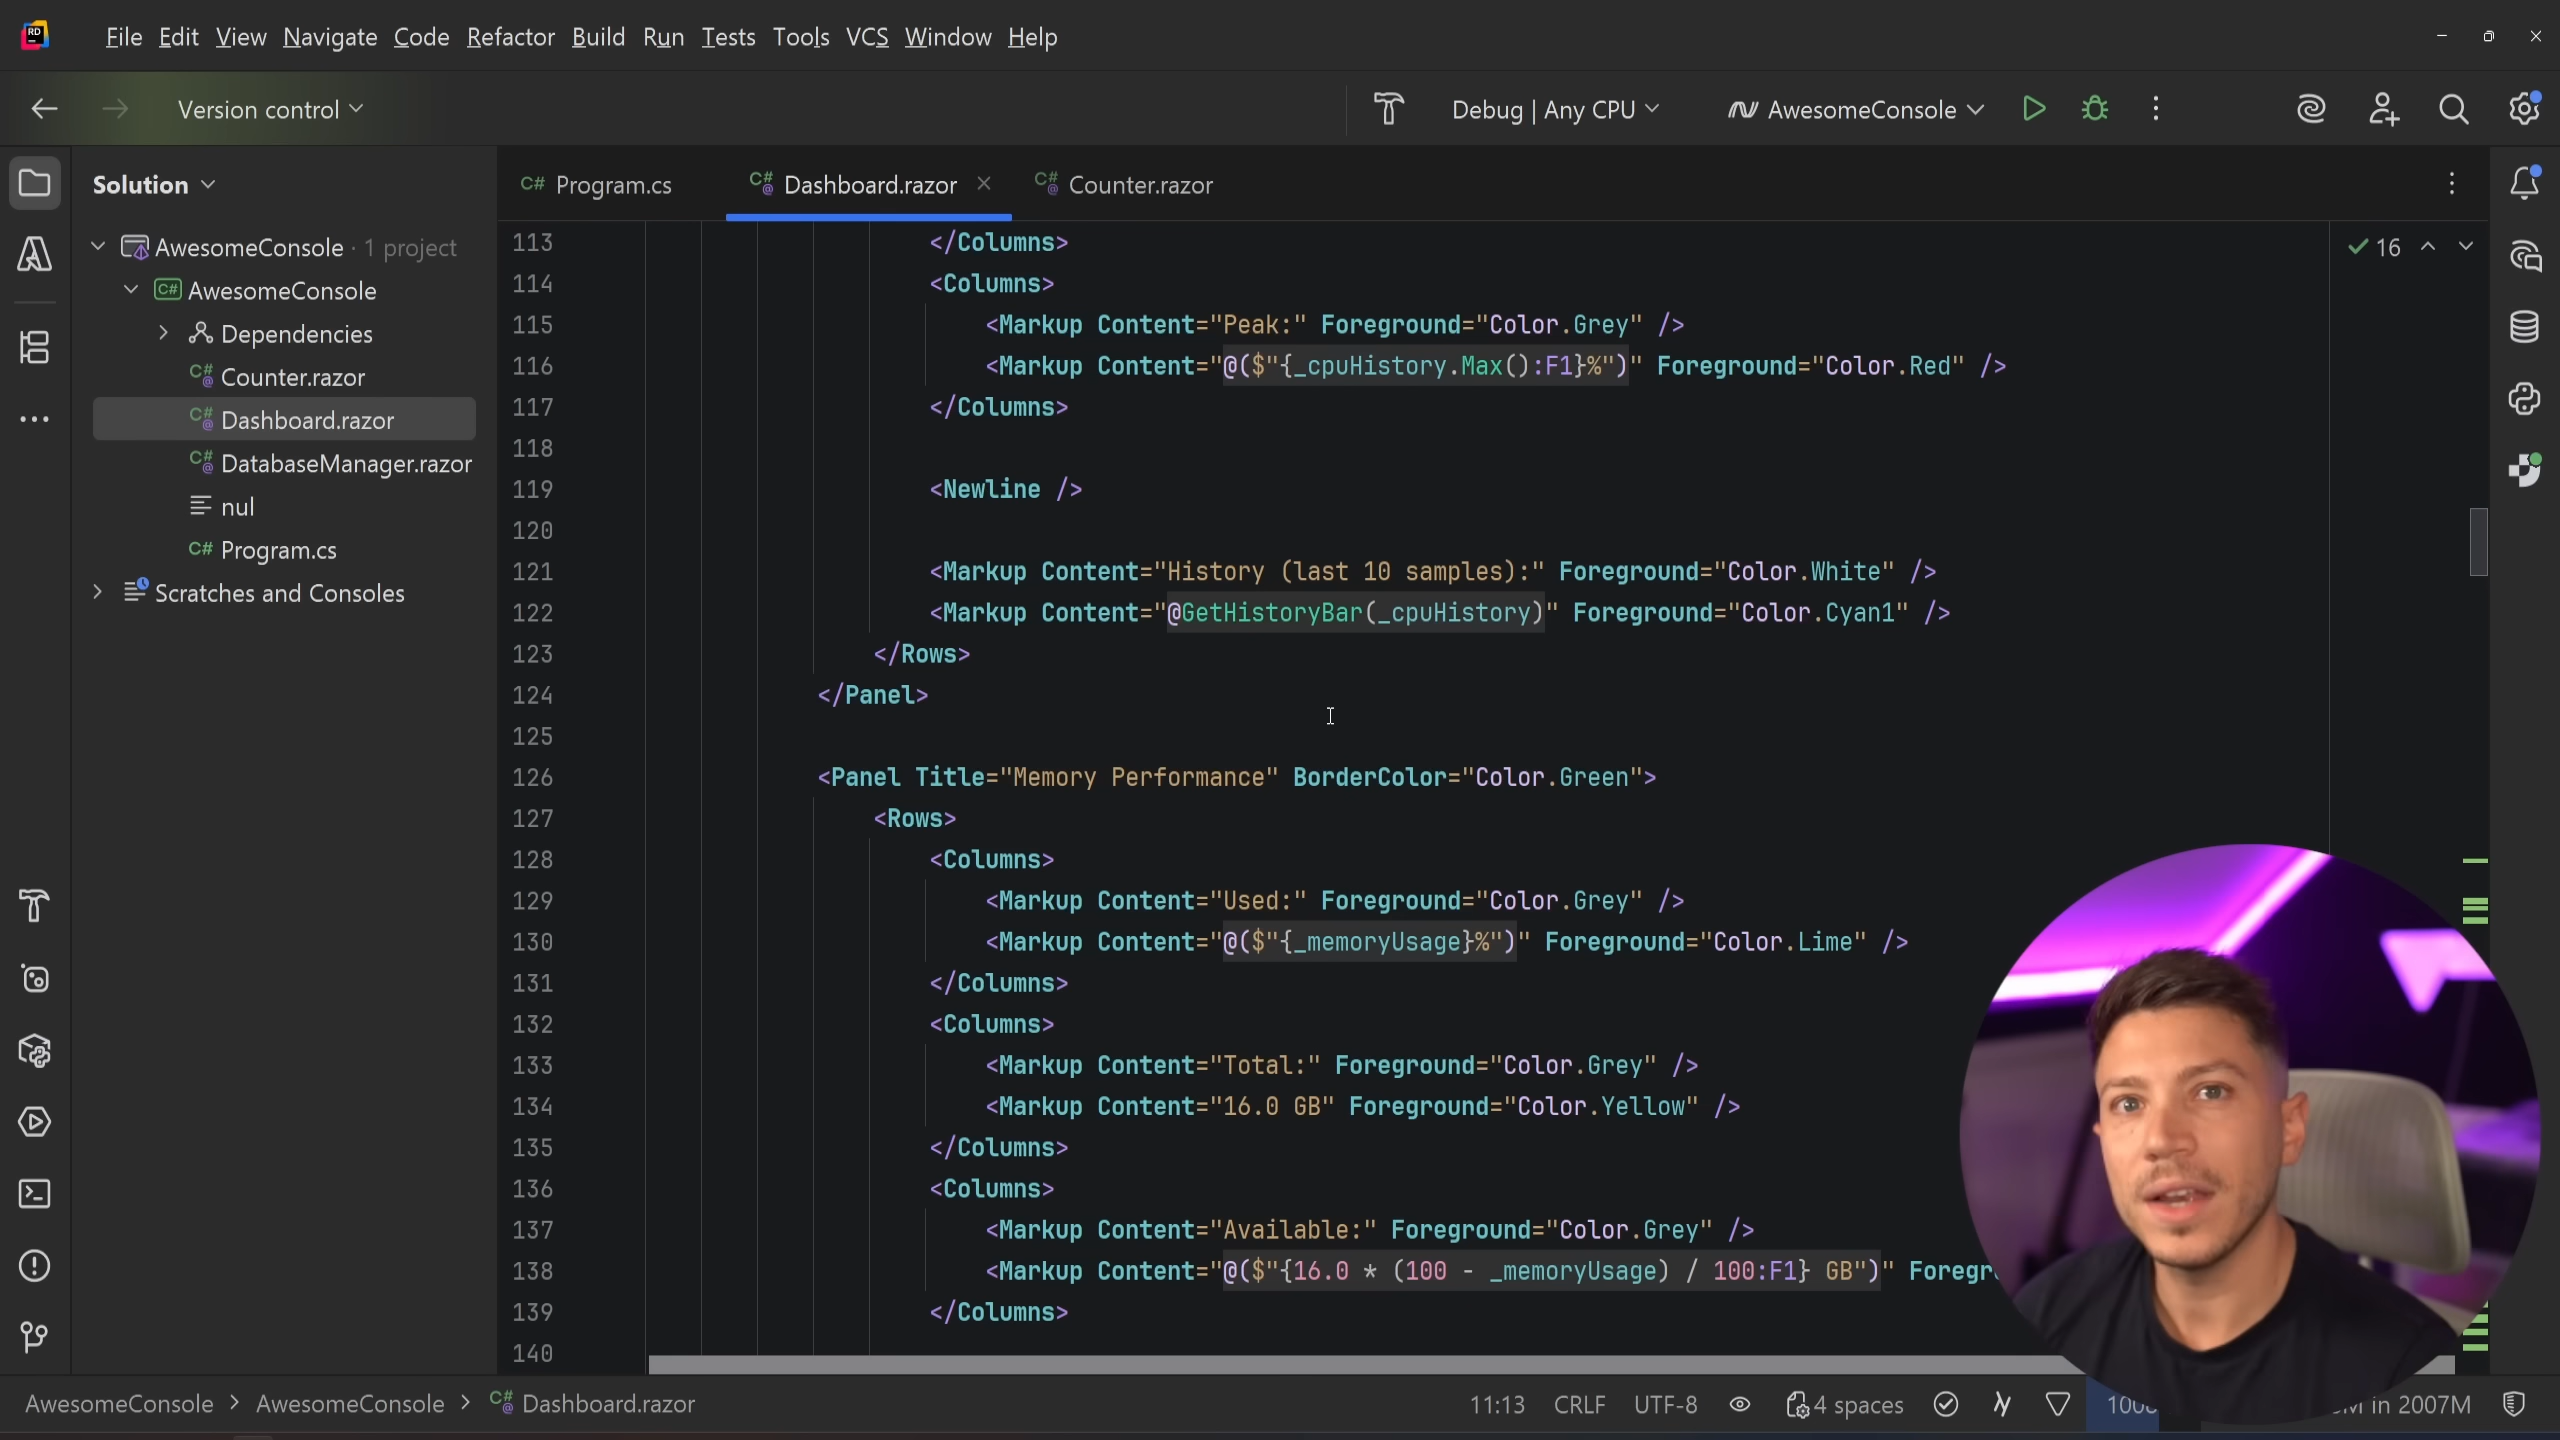 RD
File Edit View Navigate Code Refactor Build Run Tests Tools VCS Window Help
Version control
Debug | Any CPU
AwesomeConsole
Solution
AwesomeConsole · 1 project
AwesomeConsole
Dependencies
Counter.razor
Dashboard.razor
DatabaseManager.razor
nul
C# Program.cs
Scratches and Consoles
C# Program.cs
C# Dashboard.razor
C# Counter.razor
16
113 </Columns>
114 <Columns>
115 <Markup Content="Peak:" Foreground="Color.Grey" />
116 <Markup Content="@($"{_cpuHistory.Max():F1}%")" Foreground="Color.Red" />
117 </Columns>
118
119 <Newline />
120
121 <Markup Content="History (last 10 samples):" Foreground="Color.White" />
122 <Markup Content="@GetHistoryBar(_cpuHistory)" Foreground="Color.Cyan1" />
123 </Rows>
124 </Panel>
125
126 <Panel Title="Memory Performance" BorderColor="Color.Green">
127 <Rows>
128 <Columns>
129 <Markup Content="Used:" Foreground="Color.Grey" />
130 <Markup Content="@($"{_memoryUsage}%")" Foreground="Color.Lime" />
131 </Columns>
132 <Columns>
133 <Markup Content="Total:" Foreground="Color.Grey" />
134 <Markup Content="16.0 GB" Foreground="Color.Yellow" />
135 </Columns>
136 <Columns>
137 <Markup Content="Available:" Foreground="Color.Grey" />
138 <Markup Content="@($"{16.0 * (100 - _memoryUsage) / 100:F1} GB")"
139 </Columns>
140
AwesomeConsole > AwesomeConsole > Dashboard.razor
11:13 CRLF UTF-8 4 spaces in 2007M